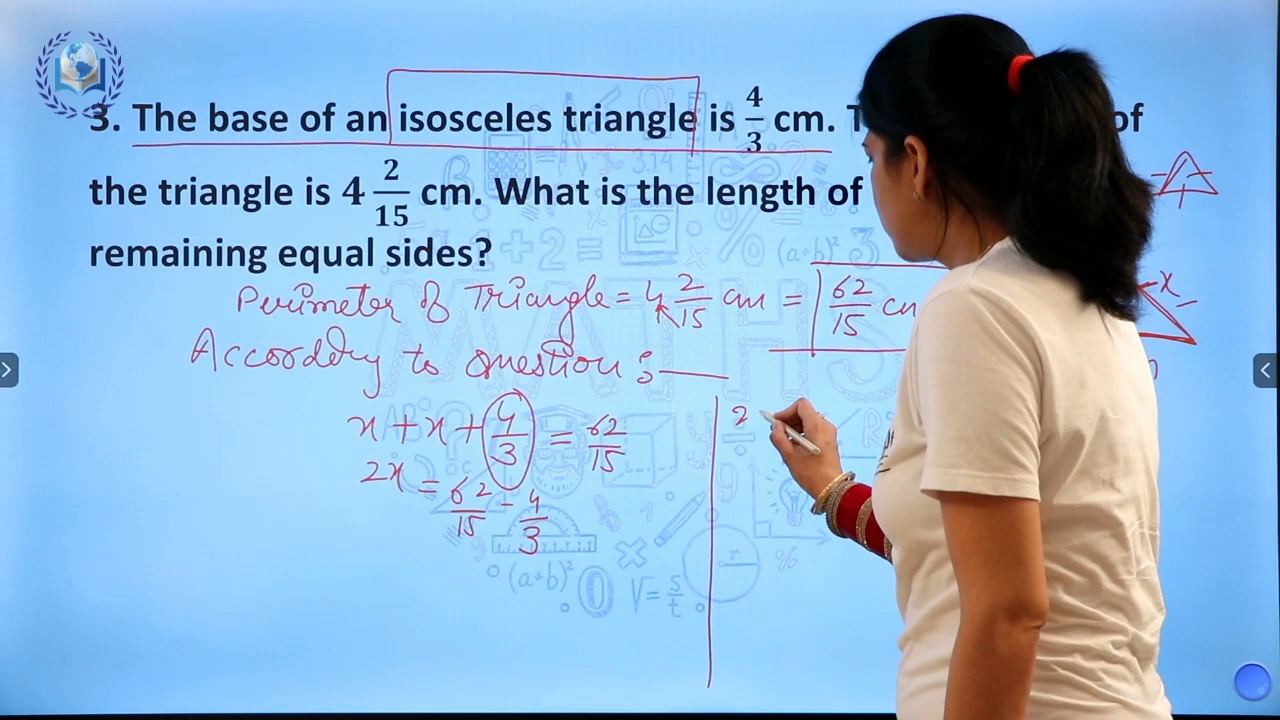 3. The base of an isosceles triangle is 4/3 cm. T of
the triangle is 4 2/15 cm. What is the length of
remaining equal sides?
Perimeter of Triangle = 4 2/15 cm = 62/15 cm
According to question :—
x + x + 4/3 = 62/15
2x = 62/15 - 4/3
2
x